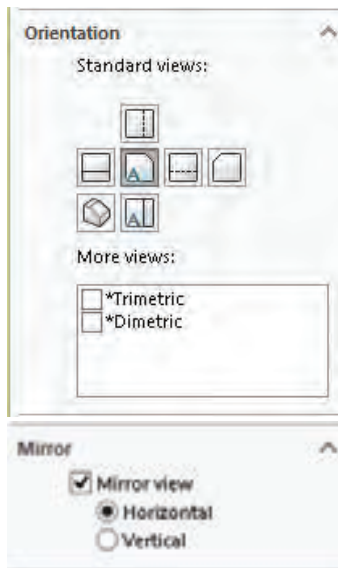 Orientation
Standard views:
A
A
More views:
*Trimetric
*Dimetric
Mirror
Mirror view
Horizontal
Vertical